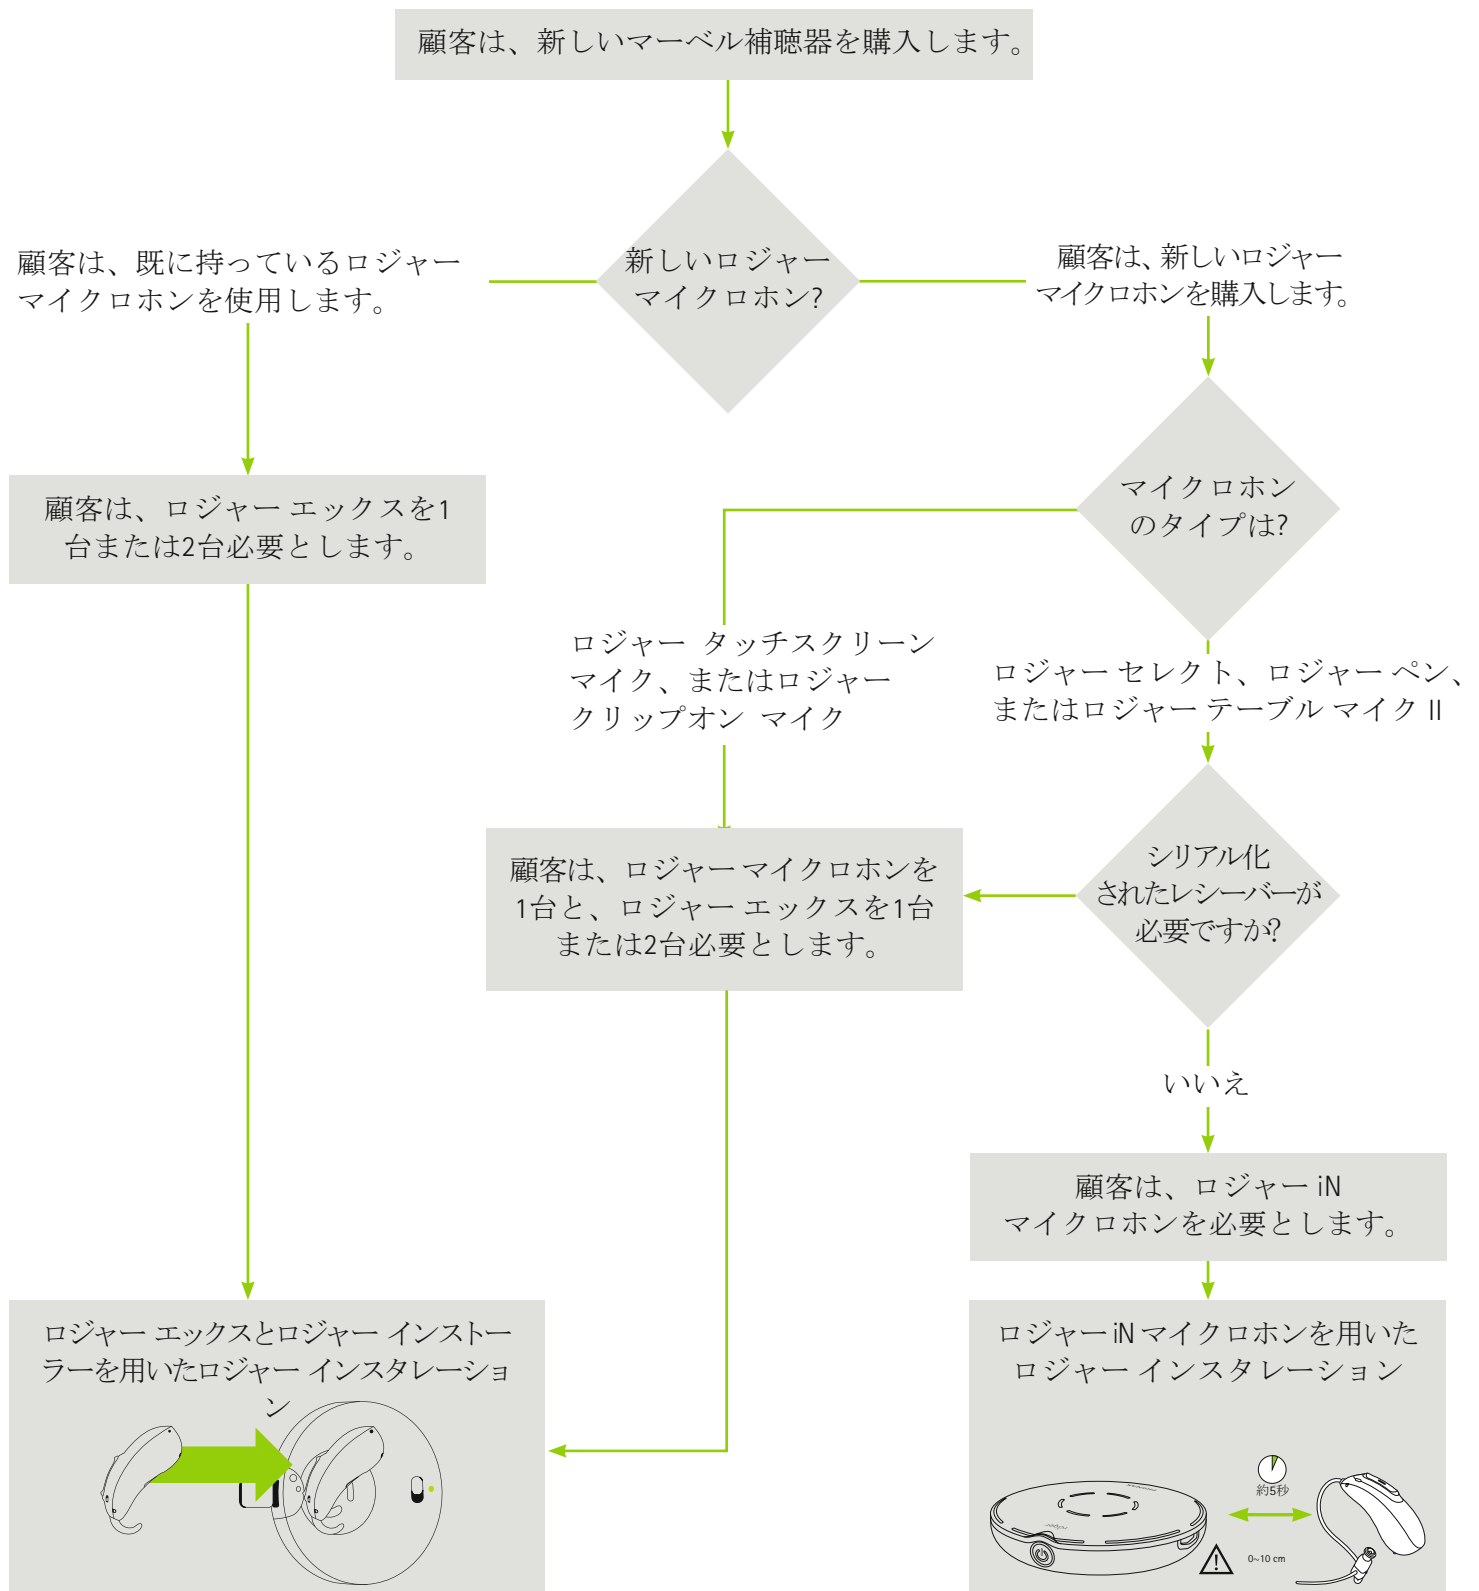 顧客は、新しいマーベル補聴器を購入します。
新しいロジャー
マイクロホン?
顧客は、既に持っているロジャー
マイクロホンを使用します。
顧客は、新しいロジャー
マイクロホンを購入します。
顧客は、ロジャー エックスを1
台または2台必要とします。
マイクロホン
のタイプは?
ロジャー タッチスクリーン
マイク、またはロジャー
クリップオン マイク
ロジャー セレクト、ロジャー ペン、
またはロジャー テーブル マイク II
顧客は、ロジャー マイクロホンを
1台と、ロジャー エックスを1台
または2台必要とします。
シリアル化
されたレシーバーが
必要ですか?
いいえ
顧客は、ロジャー iN
マイクロホンを必要とします。
ロジャー エックスとロジャー インストー
ラーを用いたロジャー インスタレーショ
ン
ロジャー iN マイクロホンを用いた
ロジャー インスタレーション
約5秒
roger
0~10 cm